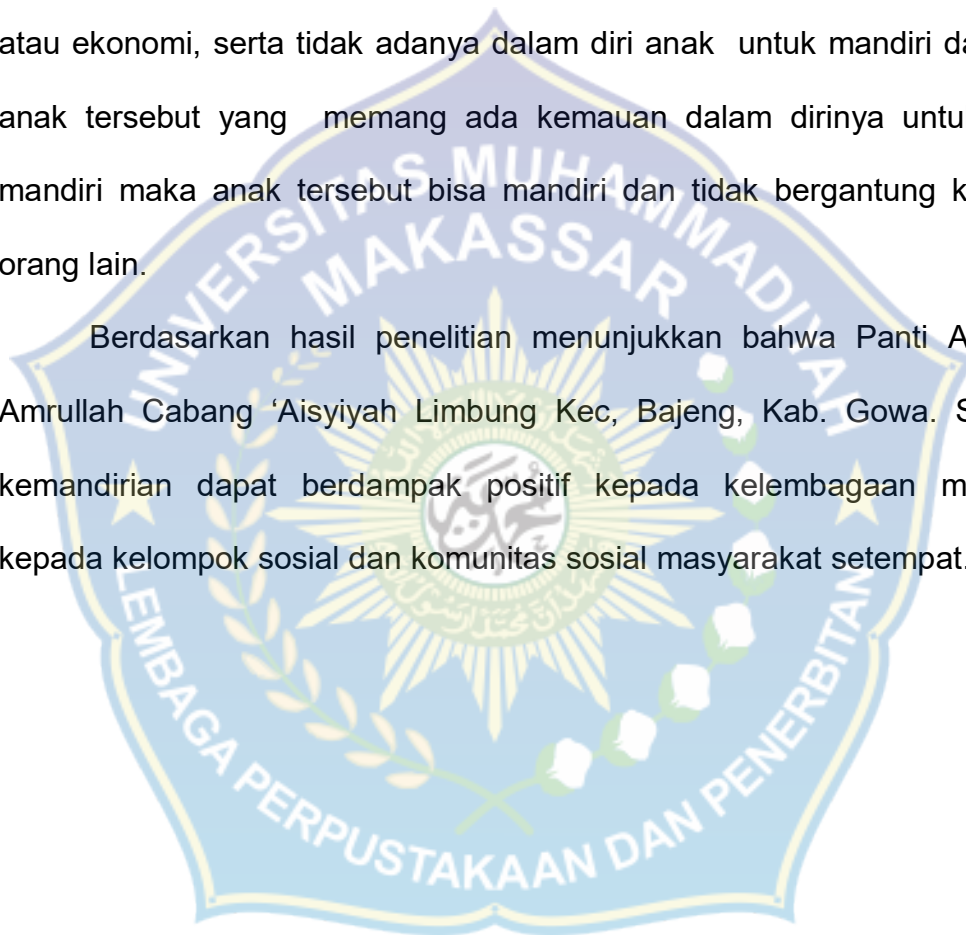 atau ekonomi, serta tidak adanya dalam diri anak untuk mandiri da
anak tersebut yang memang ada kemauan dalam dirinya untu
mandiri maka anak tersebut bisa mandiri dan tidak bergantung k
orang lain.
Berdasarkan hasil penelitian menunjukkan bahwa Panti A
Amrullah Cabang ‘Aisyiyah Limbung Kec, Bajeng, Kab. Gowa. S
kemandirian dapat berdampak positif kepada kelembagaan m
kepada kelompok sosial dan komunitas sosial masyarakat setempat.
UNIVERSITAS MUHAMMADIYAH
MAKASSAR
LEMBAGA PERPUSTAKAAN DAN PENERBITAN